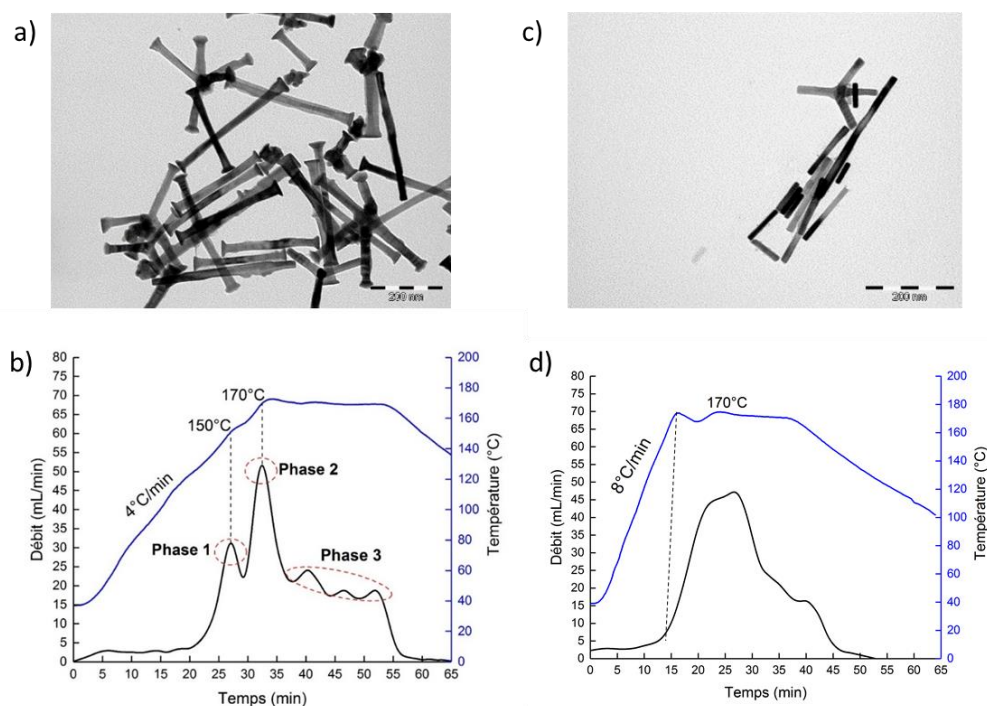 a)
200 nm
c)
200 nm
b)
80
75
70
65
60
55
50
45
40
35
30
25
20
15
10
5
0
Débit (mL/min)
200
180
160
140
120
100
80
60
40
20
0
Température (°C)
4°C/min
150°C
170°C
Phase 1
Phase 2
Phase 3
0 5 10 15 20 25 30 35 40 45 50 55 60 65
Temps (min)
d)
80
75
70
65
60
55
50
45
40
35
30
25
20
15
10
5
0
Débit (mL/min)
200
180
160
140
120
100
80
60
40
20
0
Température (°C)
8°C/min
170°C
0 5 10 15 20 25 30 35 40 45 50 55 60 65
Temps (min)